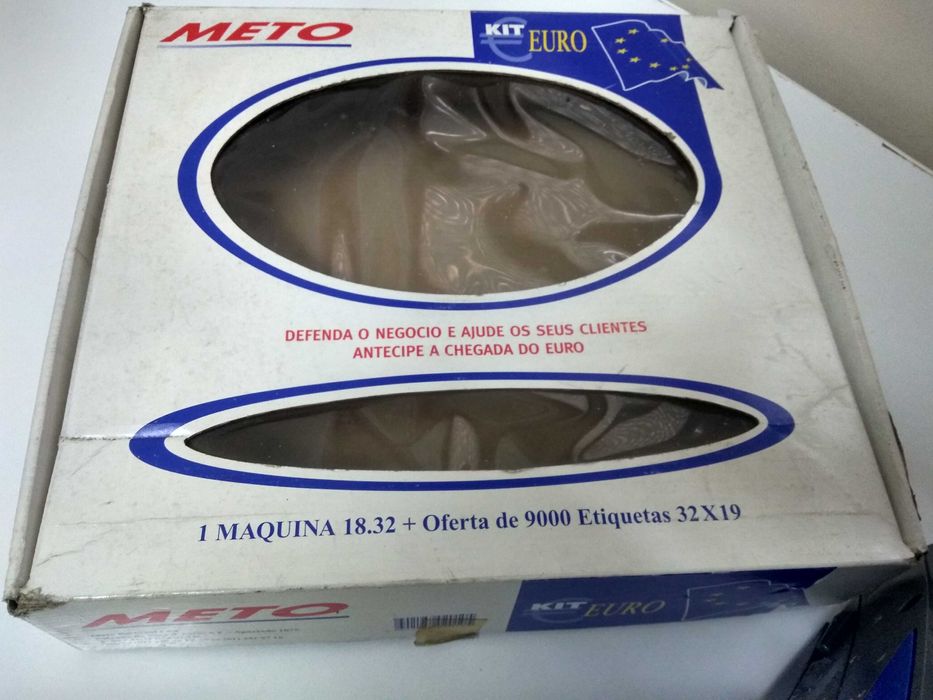 METO
KIT
€
EURO
DEFENDA O NEGOCIO E AJUDE OS SEUS CLIENTES
ANTECIPE A CHEGADA DO EURO
1 MAQUINA 18.32 + Oferta de 9000 Etiquetas 32X19
METO
KIT
EURO